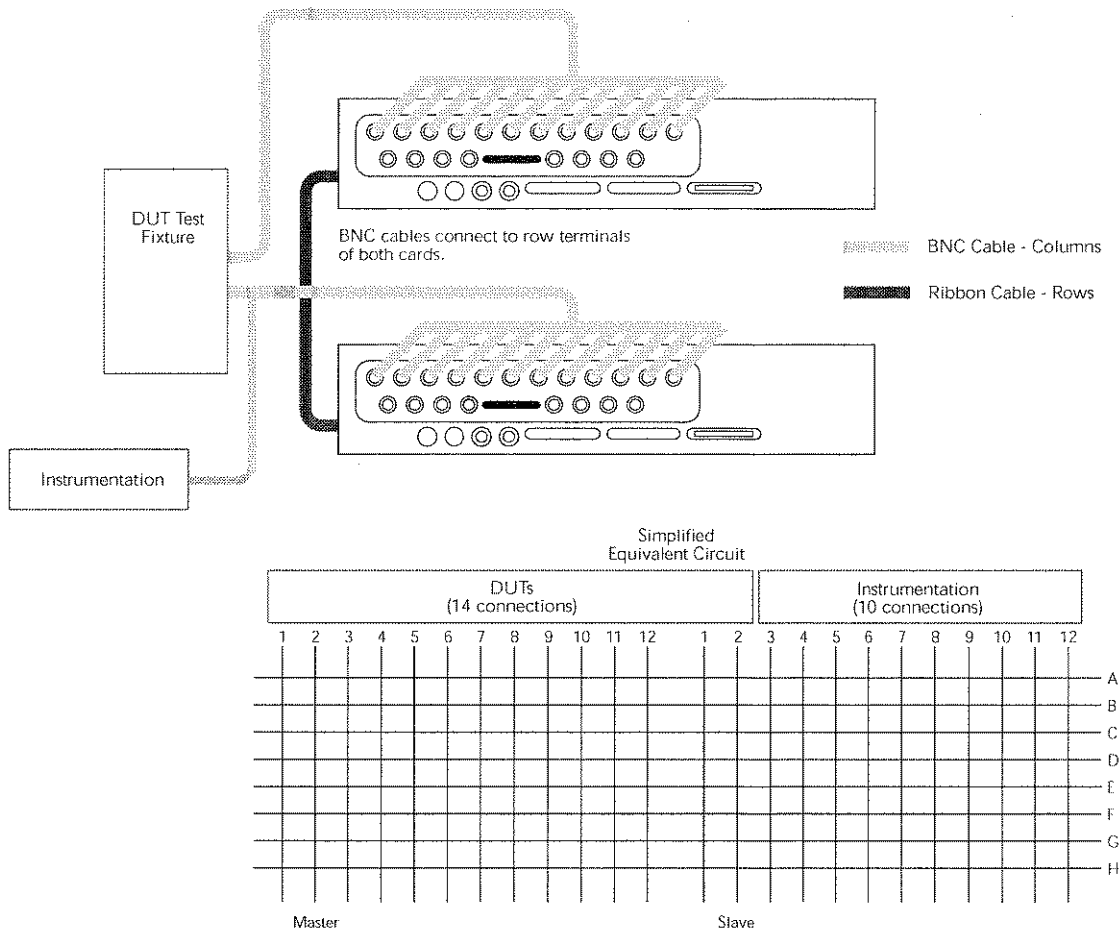 DUT Test
Fixture
BNC cables connect to row terminals
of both cards.
BNC Cable - Columns
Ribbon Cable - Rows
Instrumentation
Simplified
Equivalent Circuit
DUTs
(14 connections)
Instrumentation
(10 connections)
1 2 3 4 5 6 7 8 9 10 11 12 1 2 3 4 5 6 7 8 9 10 11 12
A
B
C
D
E
F
G
H
Master
Slave